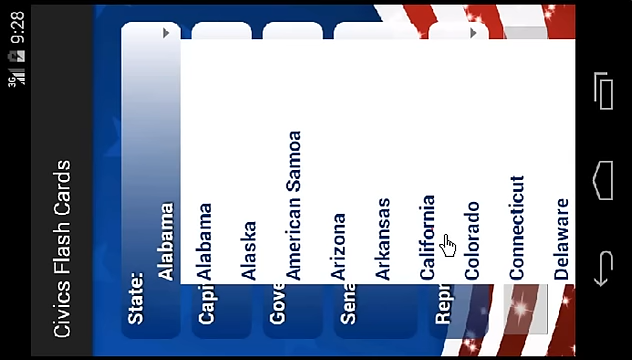 3G 9:28
Civics Flash Cards
State:
Alabama
Alabama
Alaska
American Samoa
Arizona
Arkansas
California
Colorado
Connecticut
Delaware
Capi
Gove
Sena
Repr